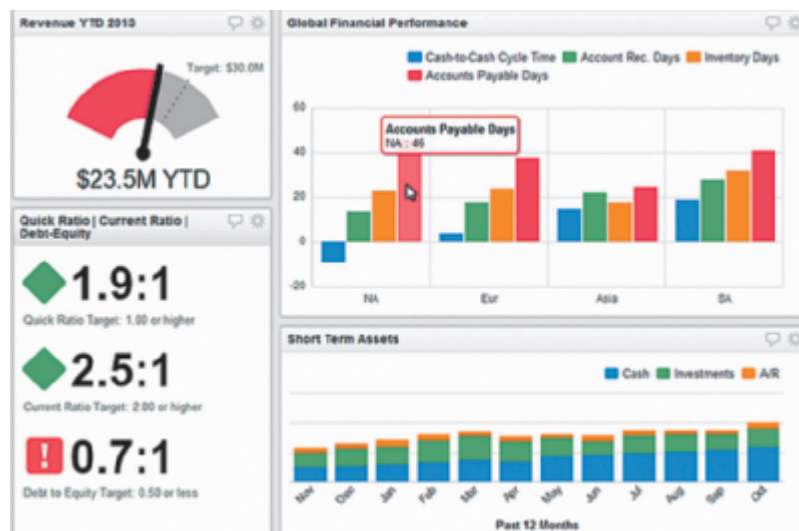 Revenue YTD 2013
Target: $30.0M
$23.5M YTD
Quick Ratio | Current Ratio |
Debt-Equity
1.9:1
Quick Ratio Target: 1.00 or higher
2.5:1
Current Ratio Target: 2.00 or higher
!
0.7:1
Debt to Equity Target: 0.50 or less
Global Financial Performance
Cash-to-Cash Cycle Time Account Rec. Days Inventory Days
Accounts Payable Days
60
Accounts Payable Days
NA : 46
40
20
0
-20
NA Eur Asia SA
Short Term Assets
Cash Investments A/R
Nov Dec Jan Feb Mar Apr May Jun Jul Aug Sep Oct
Past 12 Months